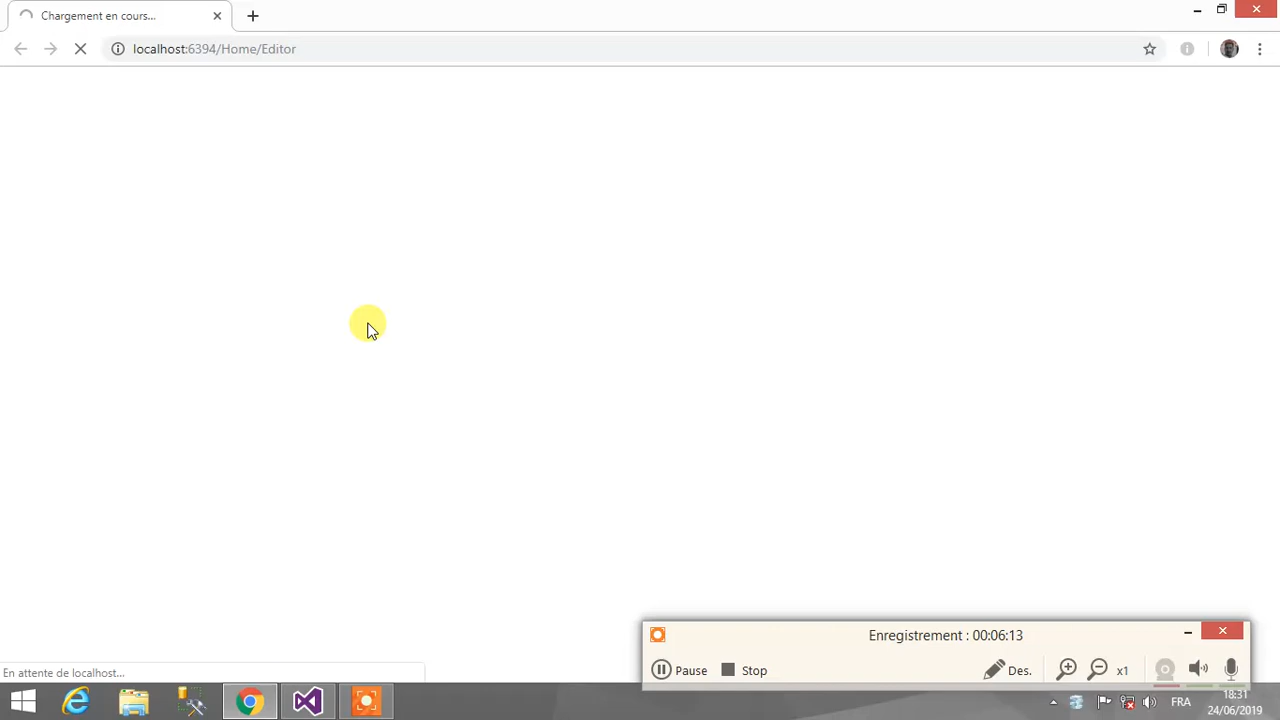 Chargement en cours...
localhost:6394/Home/Editor
En attente de localhost...
Enregistrement : 00:06:13
Pause
Stop
Des.
x1
FRA
18:31
24/06/2019